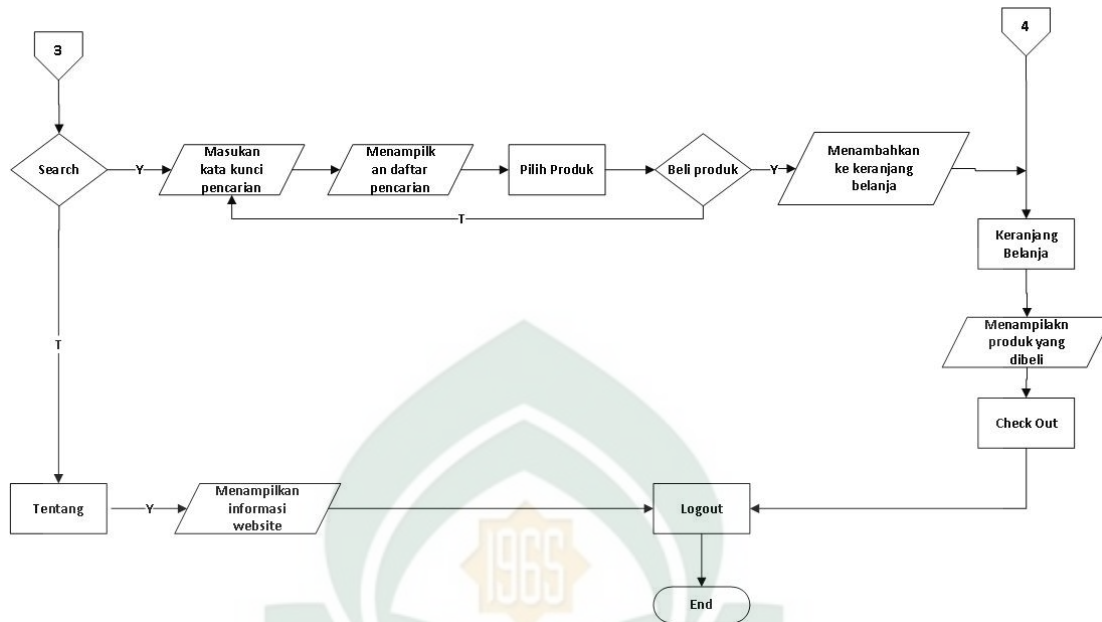 3
4
Search
Y
Masukan
kata kunci
pencarian
Menampilk
an daftar
pencarian
Pilih Produk
Beli produk
Y
Menambahkan
ke keranjang
belanja
T
Keranjang
Belanja
Menampilakn
produk yang
dibeli
T
Check Out
Tentang
Y
Menampilkan
informasi
website
Logout
1965
End